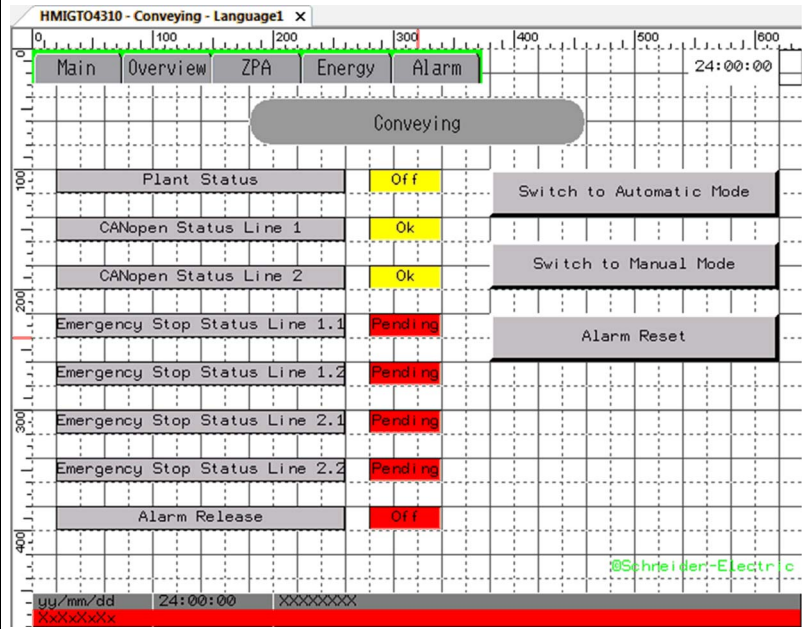 HMIGTO4310 - Conveying - Language1 X
0 100 200 300 400 500 600
0
Main Overview ZPA Energy Alarm 24:00:00
Conveying
100
Plant Status Off
Switch to Automatic Mode
CANopen Status Line 1 Ok
Switch to Manual Mode
CANopen Status Line 2 Ok
200
Emergency Stop Status Line 1.1 Pending
Alarm Reset
Emergency Stop Status Line 1.2 Pending
300
Emergency Stop Status Line 2.1 Pending
Emergency Stop Status Line 2.2 Pending
Alarm Release Off
400
@Schneider-Electric
yy/mm/dd 24:00:00 XXXXXXXX
XxXxXxXx